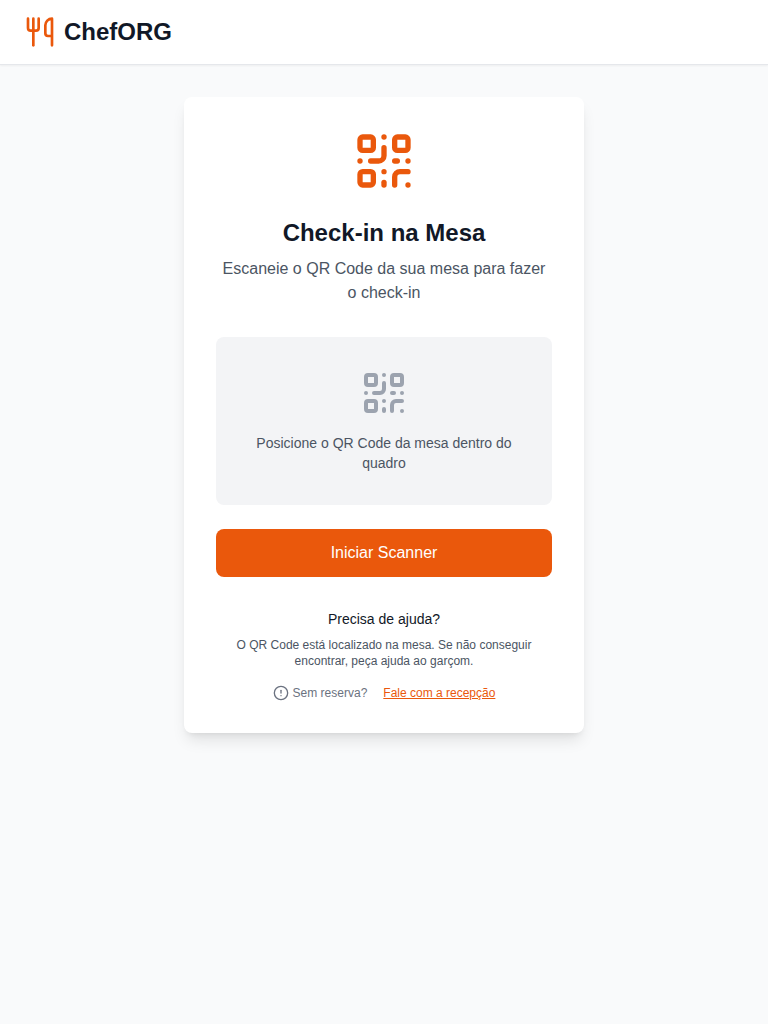 ChefORG
Check-in na Mesa
Escaneie o QR Code da sua mesa para fazer
o check-in
Posicione o QR Code da mesa dentro do
quadro
Iniciar Scanner
Precisa de ajuda?
O QR Code está localizado na mesa. Se não conseguir
encontrar, peça ajuda ao garçom.
Sem reserva? Fale com a recepção